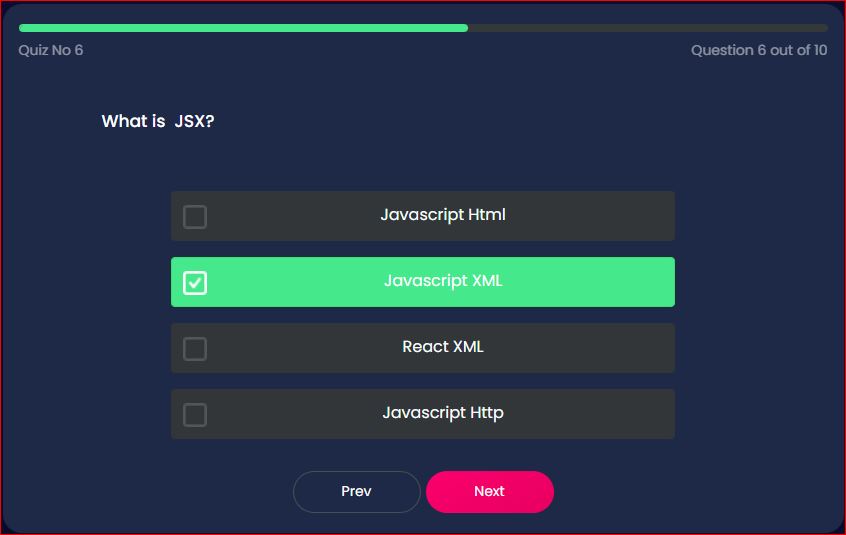 Quiz No 6
Question 6 out of 10
What is JSX?
Javascript Html
Javascript XML
React XML
Javascript Http
Prev
Next